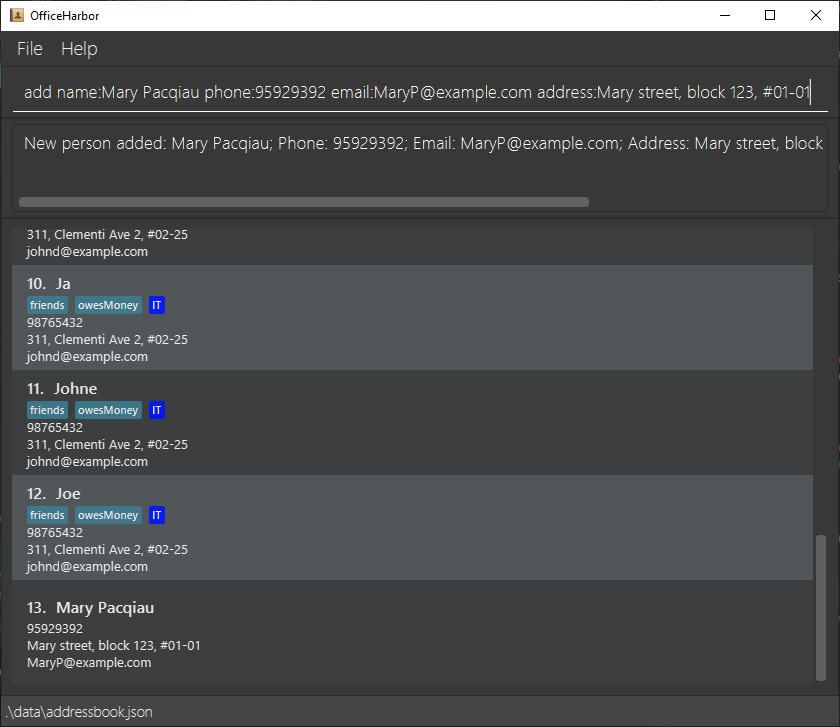 OfficeHarbor
File Help
add name:Mary Pacqiau phone:95929392 email:MaryP@example.com address:Mary street, block 123, #01-01
New person added: Mary Pacqiau; Phone: 95929392; Email: MaryP@example.com; Address: Mary street, block
311, Clementi Ave 2, #02-25
johnd@example.com
10. Ja
friends owesMoney IT
98765432
311, Clementi Ave 2, #02-25
johnd@example.com
11. Johne
friends owesMoney IT
98765432
311, Clementi Ave 2, #02-25
johnd@example.com
12. Joe
friends owesMoney IT
98765432
311, Clementi Ave 2, #02-25
johnd@example.com
13. Mary Pacqiau
95929392
Mary street, block 123, #01-01
MaryP@example.com
.\data\addressbook.json